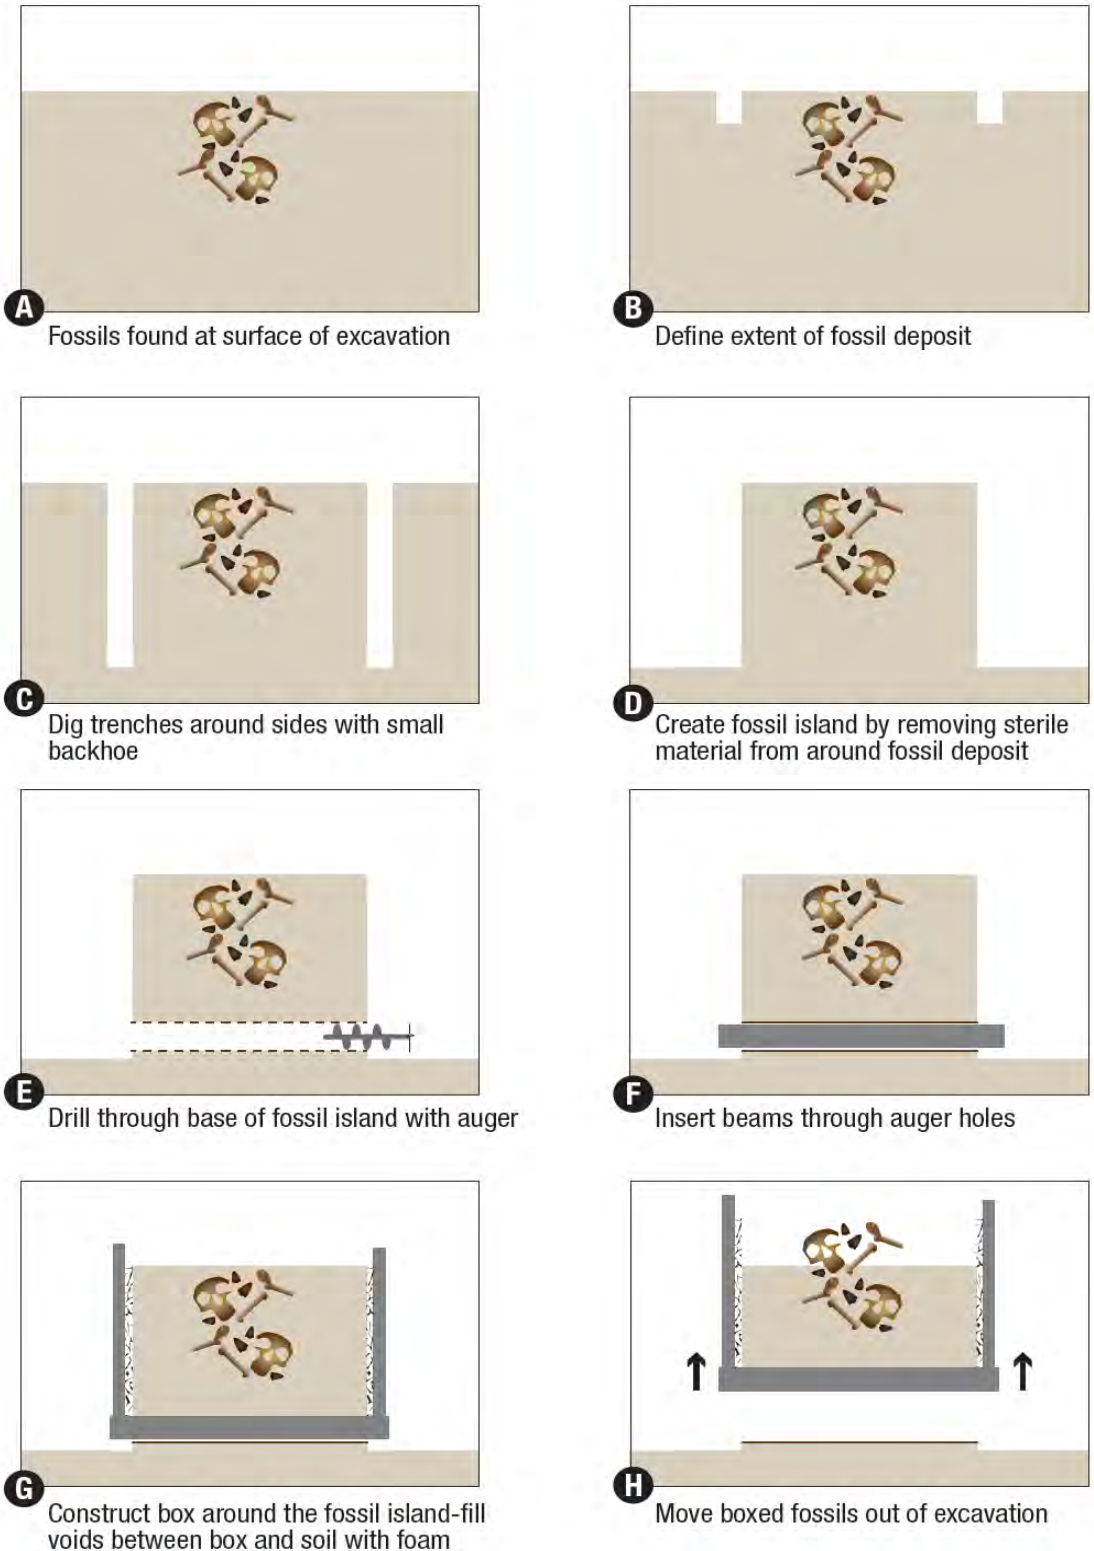 A
Fossils found at surface of excavation
B
Define extent of fossil deposit
C
Dig trenches around sides with small
backhoe
D
Create fossil island by removing sterile
material from around fossil deposit
E
Drill through base of fossil island with auger
F
Insert beams through auger holes
G
Construct box around the fossil island-fill
voids between box and soil with foam
H
Move boxed fossils out of excavation